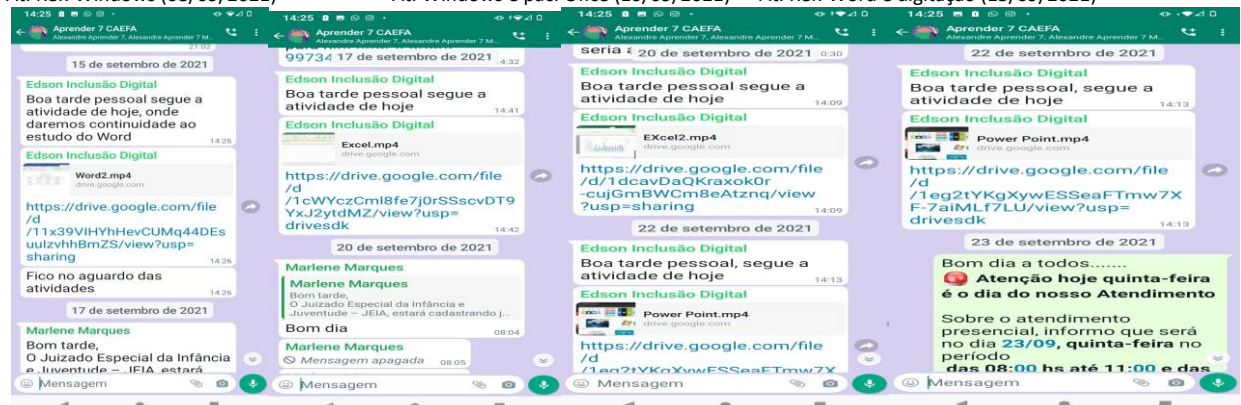 14:25
Aprender 7 CAEFA
Alexandre Aprender 7, Alexandre Aprender 7 M...
21:02
15 de setembro de 2021
Edson Inclusão Digital
Boa tarde pessoal segue a
atividade de hoje, onde
daremos continuidade ao
estudo do Word
14:26
Edson Inclusão Digital
Word2.mp4
drive.google.com
https://drive.google.com/file
/d
/11x39VIHYhHevCUMq44DEs
uulzvhhBmZS/view?usp=
sharing
14:26
Fico no aguardo das
atividades
14:26
17 de setembro de 2021
Marlene Marques
Bom tarde,
O Juizado Especial da Infância
e Juventude – JEIA, estará
Mensagem
14:25
Aprender 7 CAEFA
Alexandre Aprender 7, Alexandre Aprender 7 M...
99734 17 de setembro de 2021 4:32
Edson Inclusão Digital
Boa tarde pessoal segue a
atividade de hoje
14:41
Edson Inclusão Digital
Excel.mp4
drive.google.com
https://drive.google.com/file
/d
/1cWYczCml8fe7j0rSSscvDT9
YxJ2ytdMZ/view?usp=
drivesdk
14:42
20 de setembro de 2021
Marlene Marques
Marlene Marques
Bom tarde,
O Juizado Especial da Infância e
Juventude – JEIA, estará cadastrando j...
Bom dia
08:04
Marlene Marques
Mensagem apagada 08:05
Mensagem
14:25
Aprender 7 CAEFA
Alexandre Aprender 7, Alexandre Aprender 7 M...
seria 20 de setembro de 2021 0:30
Edson Inclusão Digital
Boa tarde pessoal segue a
atividade de hoje
14:09
Edson Inclusão Digital
EXcel2.mp4
drive.google.com
https://drive.google.com/file
/d/1dcavDaQKraxok0r
-cujGmBWCm8eAtznq/view
?usp=sharing
14:09
22 de setembro de 2021
Edson Inclusão Digital
Boa tarde pessoal, segue a
atividade de hoje
14:13
Edson Inclusão Digital
Power Point.mp4
drive.google.com
https://drive.google.com/file
/d
/1eg2tYKgXywESSeaFTmw7X
Mensagem
14:25
Aprender 7 CAEFA
Alexandre Aprender 7, Alexandre Aprender 7 M...
22 de setembro de 2021
Edson Inclusão Digital
Boa tarde pessoal, segue a
atividade de hoje
14:13
Edson Inclusão Digital
Power Point.mp4
drive.google.com
https://drive.google.com/file
/d
/1eg2tYKgXywESSeaFTmw7X
F-7aiMLf7LU/view?usp=
drivesdk
14:13
23 de setembro de 2021
Bom dia a todos.......
🚨 Atenção hoje quinta-feira
é o dia do nosso Atendimento
Sobre o atendimento
presencial, informo que será
no dia 23/09, quinta-feira no
período
das 08:00 hs até 11:00 e das
Mensagem